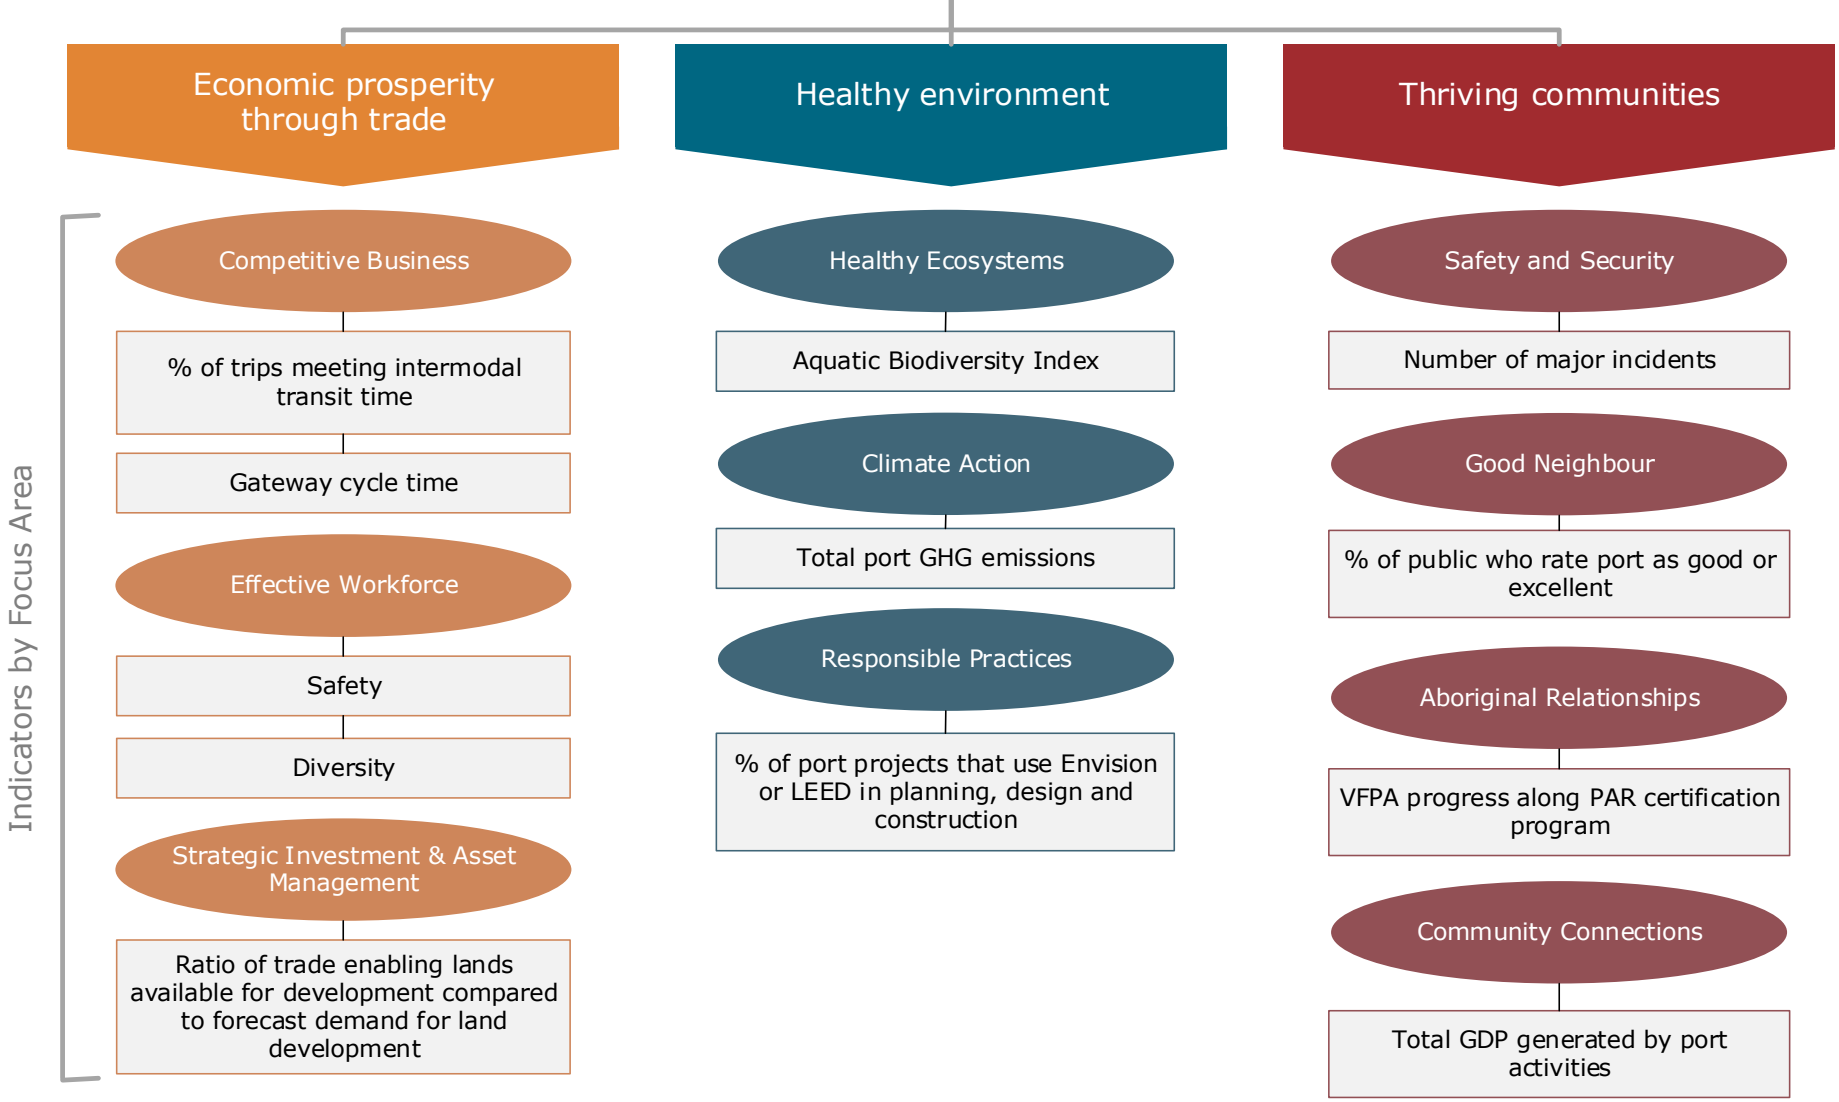 Economic prosperity
through trade
Healthy environment
Thriving communities
Indicators by Focus Area
Competitive Business
% of trips meeting intermodal
transit time
Gateway cycle time
Effective Workforce
Safety
Diversity
Strategic Investment & Asset
Management
Ratio of trade enabling lands
available for development compared
to forecast demand for land
development
Healthy Ecosystems
Aquatic Biodiversity Index
Climate Action
Total port GHG emissions
Responsible Practices
% of port projects that use Envision
or LEED in planning, design and
construction
Safety and Security
Number of major incidents
Good Neighbour
% of public who rate port as good or
excellent
Aboriginal Relationships
VFPA progress along PAR certification
program
Community Connections
Total GDP generated by port
activities